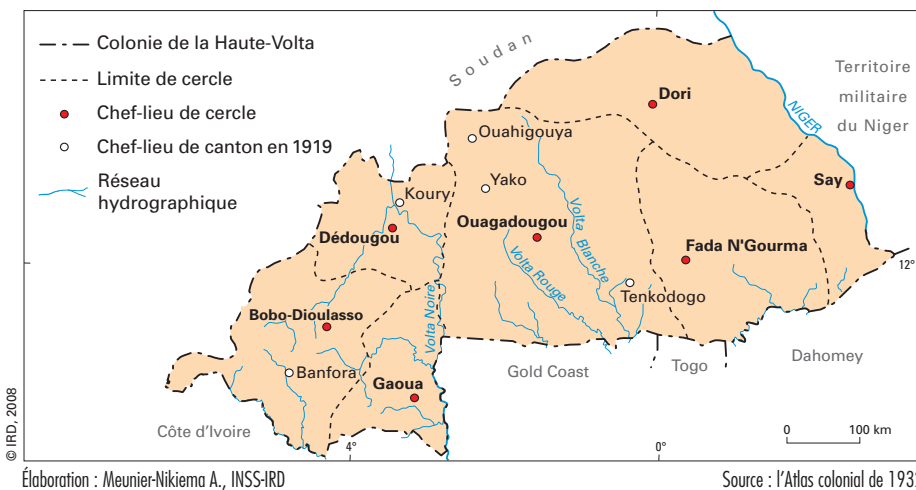 Colonie de la Haute-Volta
Limite de cercle
Chef-lieu de cercle
Chef-lieu de canton en 1919
Réseau
hydrographique
Soudan
Territoire
militaire
du Niger
NIGER
Dori
Ouahigouya
Yako
Koury
Say
Dédougou
Ouagadougou
Volta Blanche
Volta Rouge
Fada N'Gourma
12°
Tenkodogo
Volta Noire
Bobo-Dioulasso
Banfora
Gaoua
Gold Coast
Togo
Dahomey
Côte d'Ivoire
4°
0°
0 100 km
© IRD, 2008
Élaboration : Meunier-Nikiema A., INSS-IRD
Source : l'Atlas colonial de 193